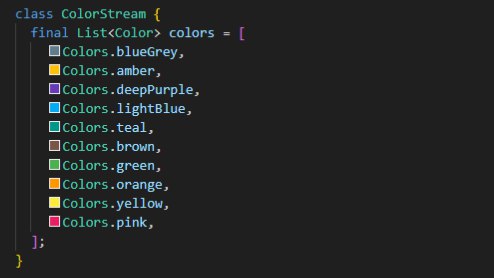 class ColorStream {
final List<Color> colors = [
Colors.blueGrey,
Colors.amber,
Colors.deepPurple,
Colors.lightBlue,
Colors.teal,
Colors.brown,
Colors.green,
Colors.orange,
Colors.yellow,
Colors.pink,
];
}